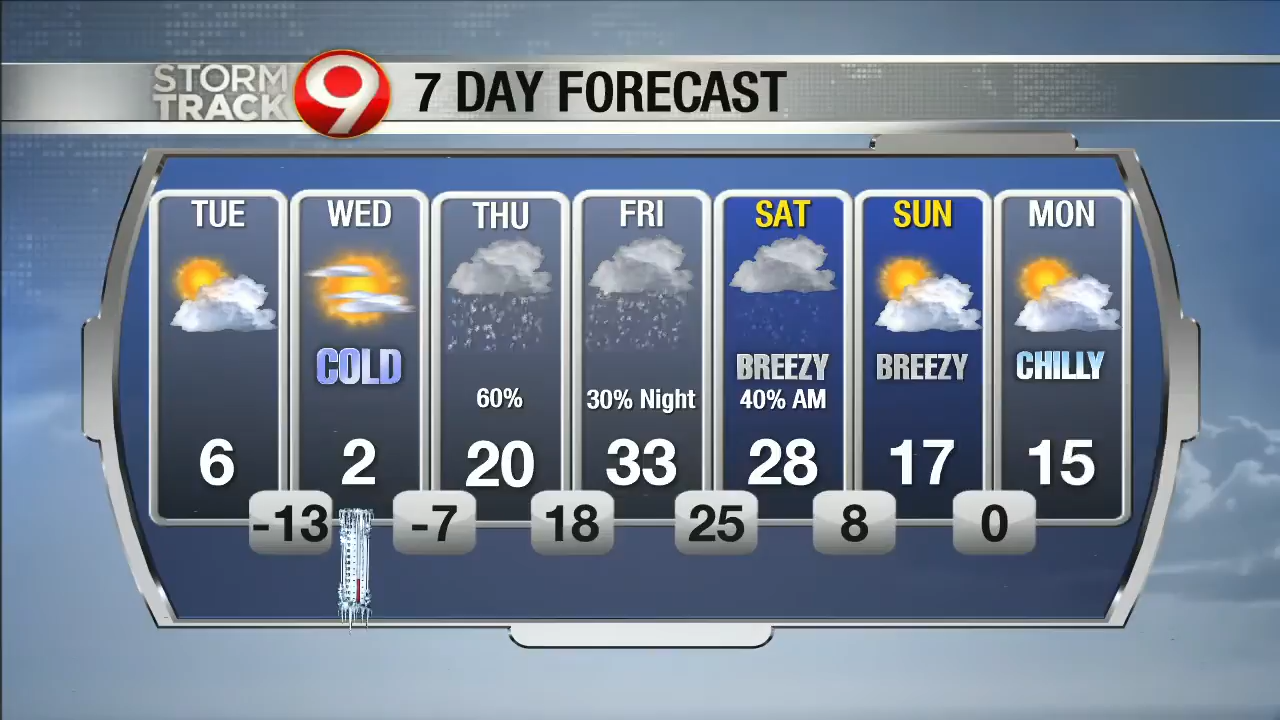 STORM
TRACK 9
7 DAY FORECAST
TUE
WED
THU
FRI
SAT
SUN
MON
COLD
BREEZY
BREEZY
CHILLY
60%
30% Night
40% AM
6
2
20
33
28
17
15
-13
-7
18
25
8
0